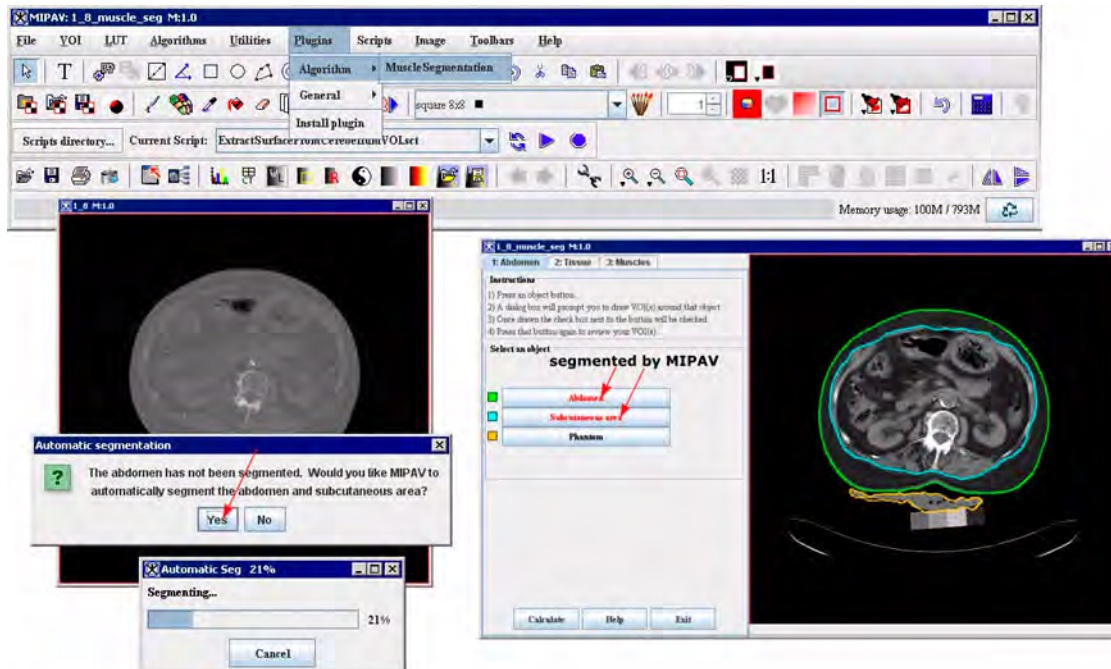 MIPAV: 1_8_muscle_seg M:1.0
File YOI LUT Algorithms Utilities Plugins Scripts Image Toolbars Help
T Algorithm MuscleSegmentation
General square 8x8 1
Install plugin
Scripts directory... Current Script:
1:1
Memory usage: 100M / 793M
1_8 M:1.0
1_8_muscle_seg M:1.0
1: Abdomen 2: Tissue 3: Muscles
Instructions
1) Press an object button.
2) A dialog box will prompt you to draw VOI(s) around that object
3) Once drawn the check box next to the button will be checked.
4) Press that button again to review your VOI(s).
Select an object
segmented by MIPAV
Abdomen
Subcutaneous area
Phantom
Calculate Help Exit
Automatic segmentation
? The abdomen has not been segmented. Would you like MIPAV to
automatically segment the abdomen and subcutaneous area?
Yes No
Automatic Seg 21%
Segmenting...
21%
Cancel